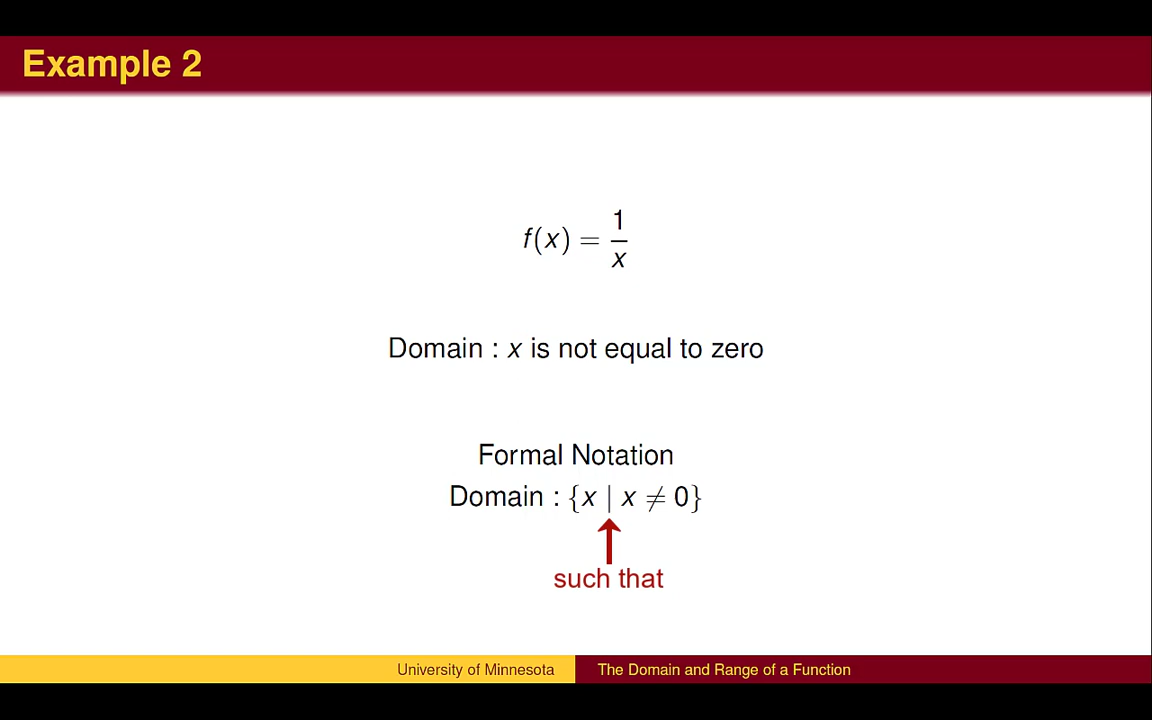 Example 2
f(x) = 1/x
Domain : x is not equal to zero
Formal Notation
Domain : {x | x ≠ 0}
such that
University of Minnesota
The Domain and Range of a Function